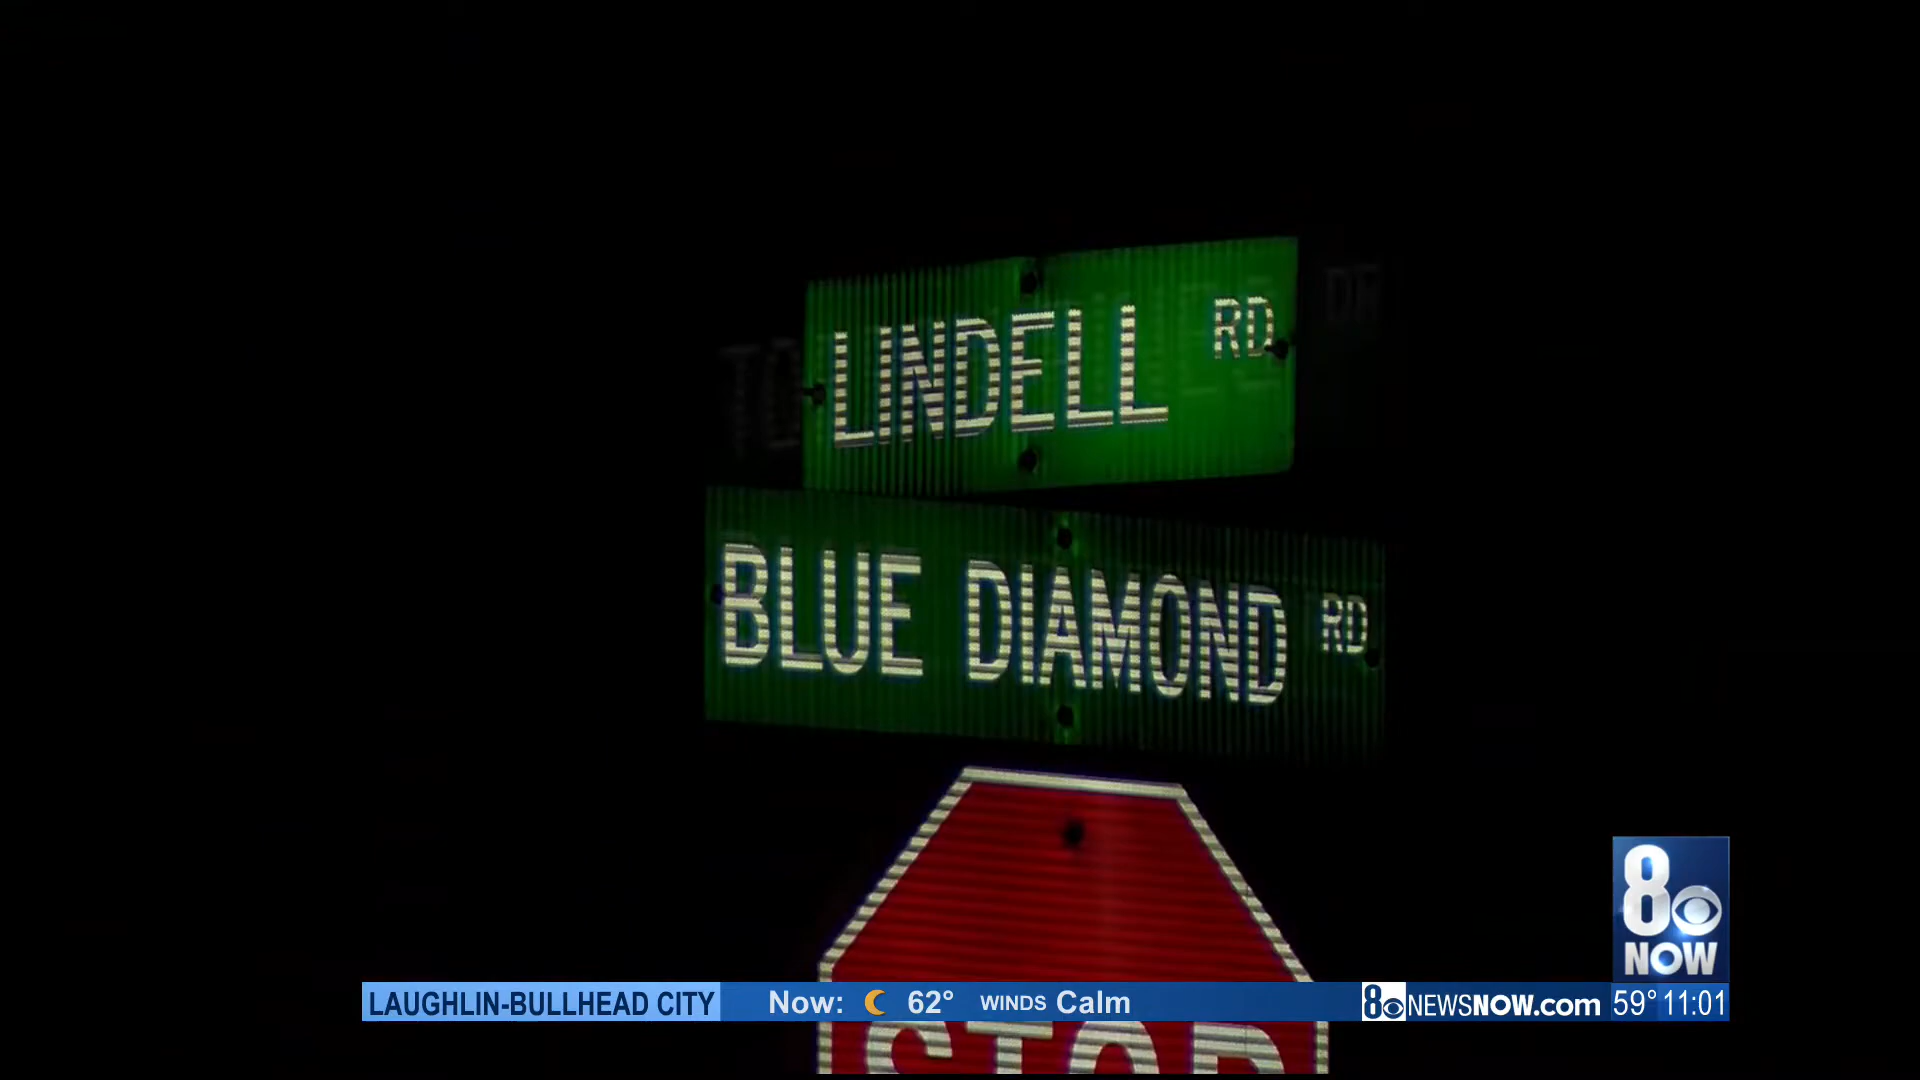 LINDELL RD
BLUE DIAMOND RD
8
NOW
LAUGHLIN-BULLHEAD CITY Now: 62° WINDS Calm 8 NEWSNOW.com 59° 11:01
STOP